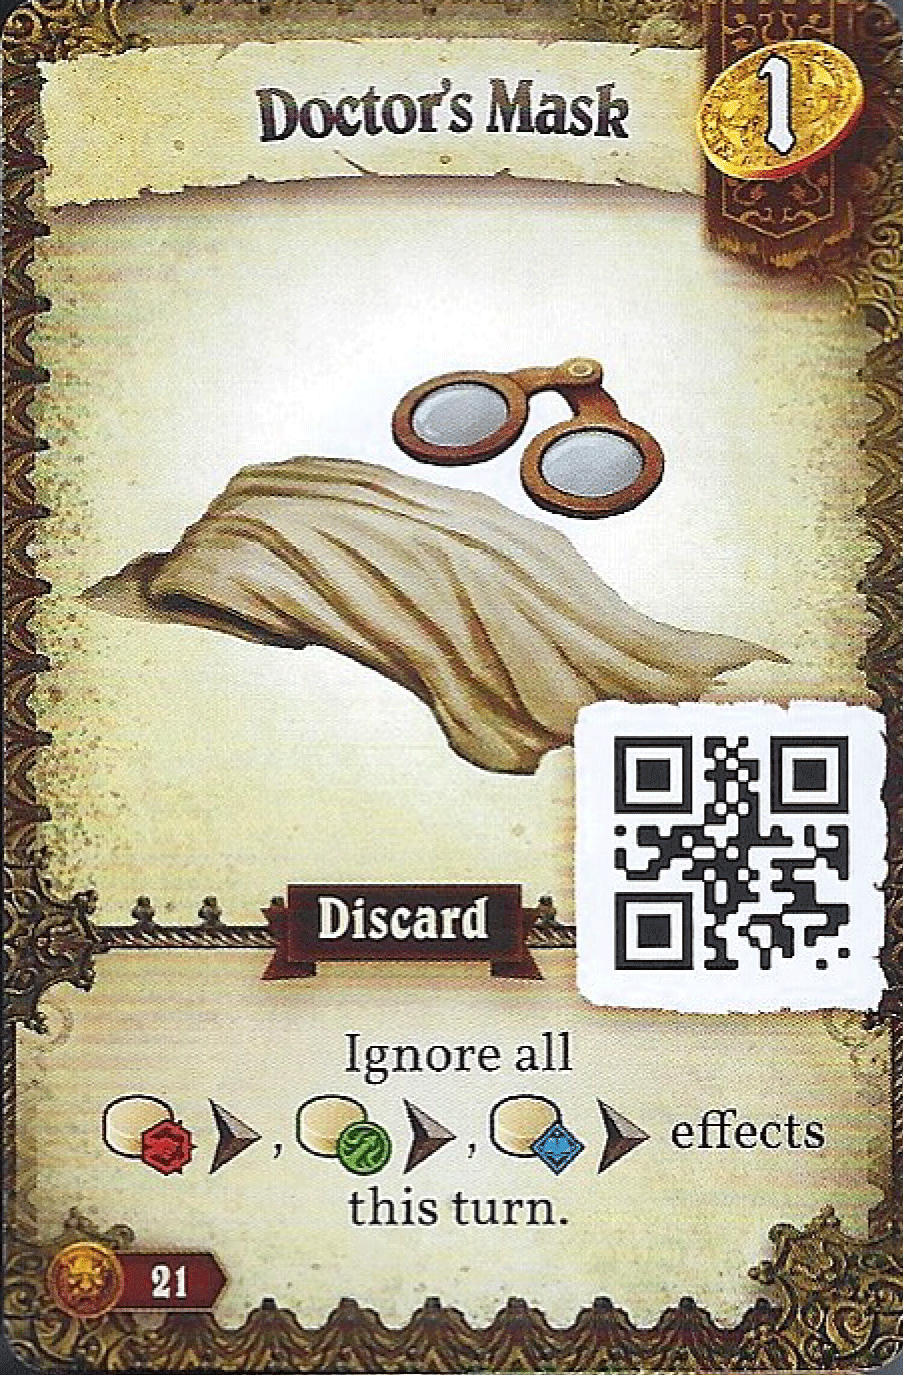 Doctor's Mask
1
Discard
Ignore all
, , effects
this turn.
21